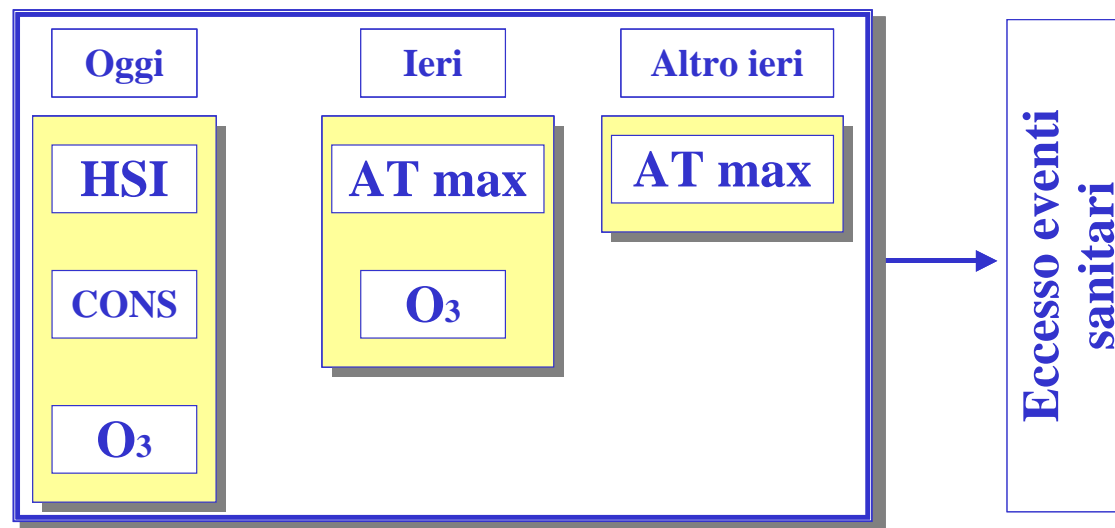 Oggi
Ieri
Altro ieri
HSI
AT max
AT max
CONS
O3
O3
Eccesso eventi
sanitari